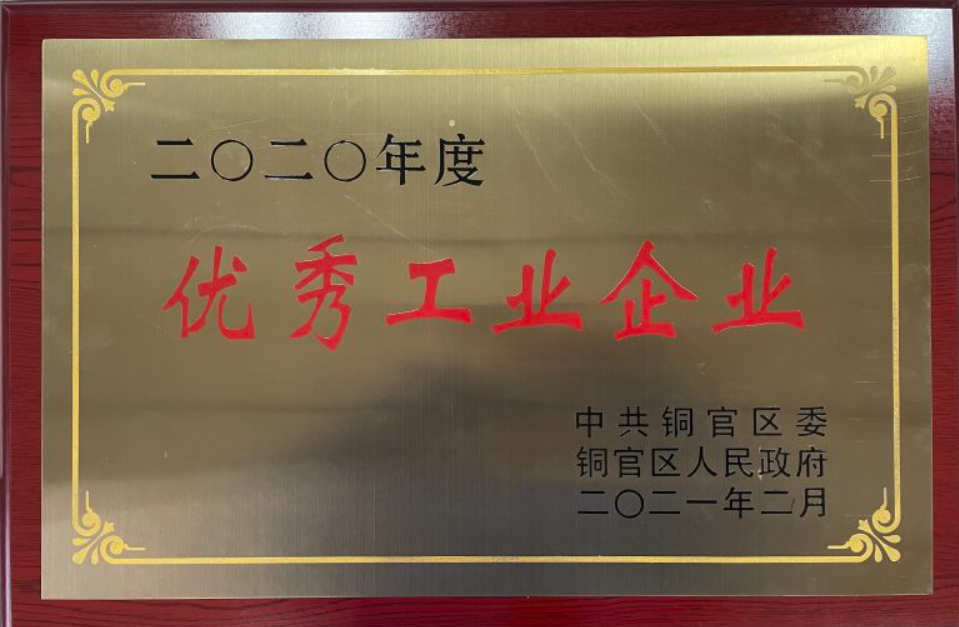 二〇二〇年度
优秀工业企业
中共铜官区委
铜官区人民政府
二〇二一年二月